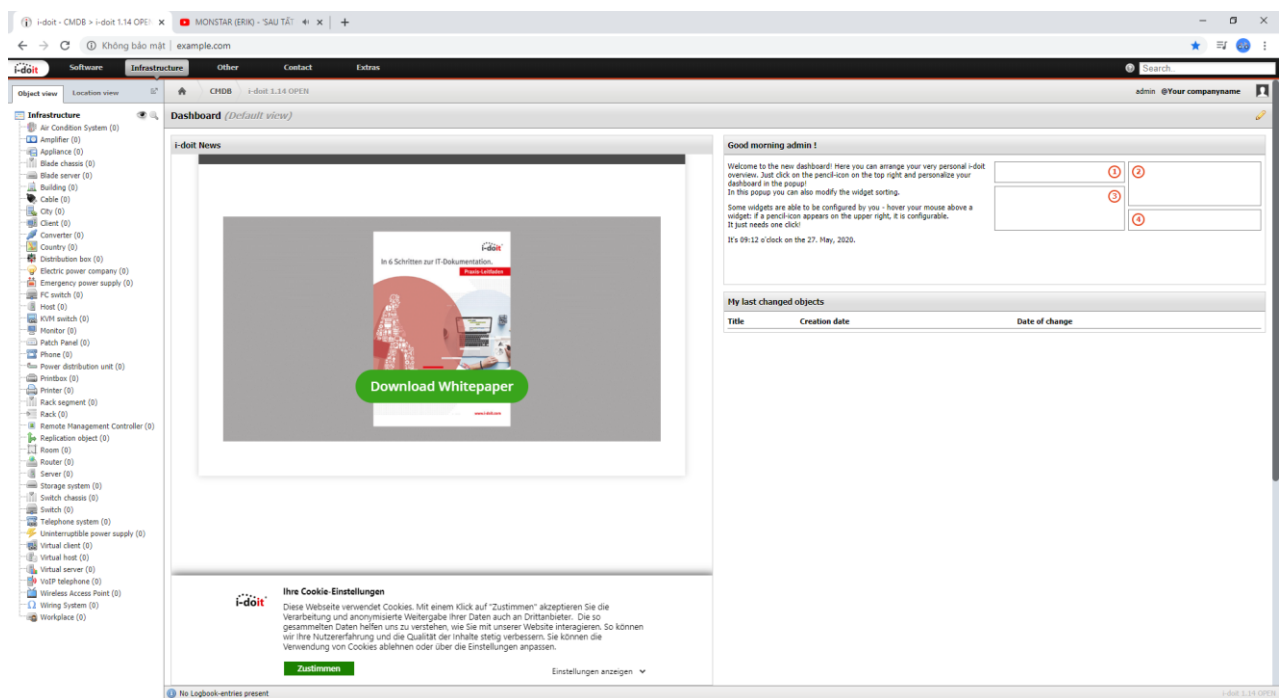 i-doit - CMDB > i-doit 1.14 OPE
MONSTAR (ERIK) - 'SAU TẤT
Không bảo mật | example.com
i-doit
Software
Infrastructure
Other
Contact
Extras
Search..
Object view
Location view
CMDB
i-doit 1.14 OPEN
admin @Your companyname
Infrastructure
Air Condition System (0)
Amplifier (0)
Appliance (0)
Blade chassis (0)
Blade server (0)
Building (0)
Cable (0)
City (0)
Client (0)
Converter (0)
Country (0)
Distribution box (0)
Electric power company (0)
Emergency power supply (0)
FC switch (0)
Host (0)
KVM switch (0)
Monitor (0)
Patch Panel (0)
Phone (0)
Power distribution unit (0)
Printbox (0)
Printer (0)
Rack segment (0)
Rack (0)
Remote Management Controller (0)
Replication object (0)
Room (0)
Router (0)
Server (0)
Storage system (0)
Switch chassis (0)
Switch (0)
Telephone system (0)
Uninterruptible power supply (0)
Virtual client (0)
Virtual host (0)
Virtual server (0)
VoIP telephone (0)
Wireless Access Point (0)
Wiring System (0)
Workplace (0)
Dashboard (Default view)
i-doit News
i-doit
In 6 Schritten zur IT-Dokumentation.
Praxis-Leitfaden
Download Whitepaper
www.i-doit.com
i-doit
Ihre Cookie-Einstellungen
Diese Webseite verwendet Cookies. Mit einem Klick auf "Zustimmen" akzeptieren Sie die
Verarbeitung und anonymisierte Weitergabe Ihrer Daten auch an Drittanbieter. Die so
gesammelten Daten helfen uns zu verstehen, wie Sie mit unserer Website interagieren. So können
wir Ihre Nutzererfahrung und die Qualität der Inhalte stetig verbessern. Sie können die
Verwendung von Cookies ablehnen oder über die Einstellungen anpassen.
Zustimmen
Einstellungen anzeigen
Good morning admin !
Welcome to the new dashboard! Here you can arrange your very personal i-doit
overview. Just click on the pencil-icon on the top right and personalize your
dashboard in the popup!
In this popup you can also modify the widget sorting.
Some widgets are able to be configured by you - hover your mouse above a
widget: if a pencil-icon appears on the upper right, it is configurable.
It just needs one click!
It's 09:12 o'clock on the 27. May, 2020.
1
2
3
4
My last changed objects
Title
Creation date
Date of change
No Logbook-entries present
i-doit 1.14 OPEN